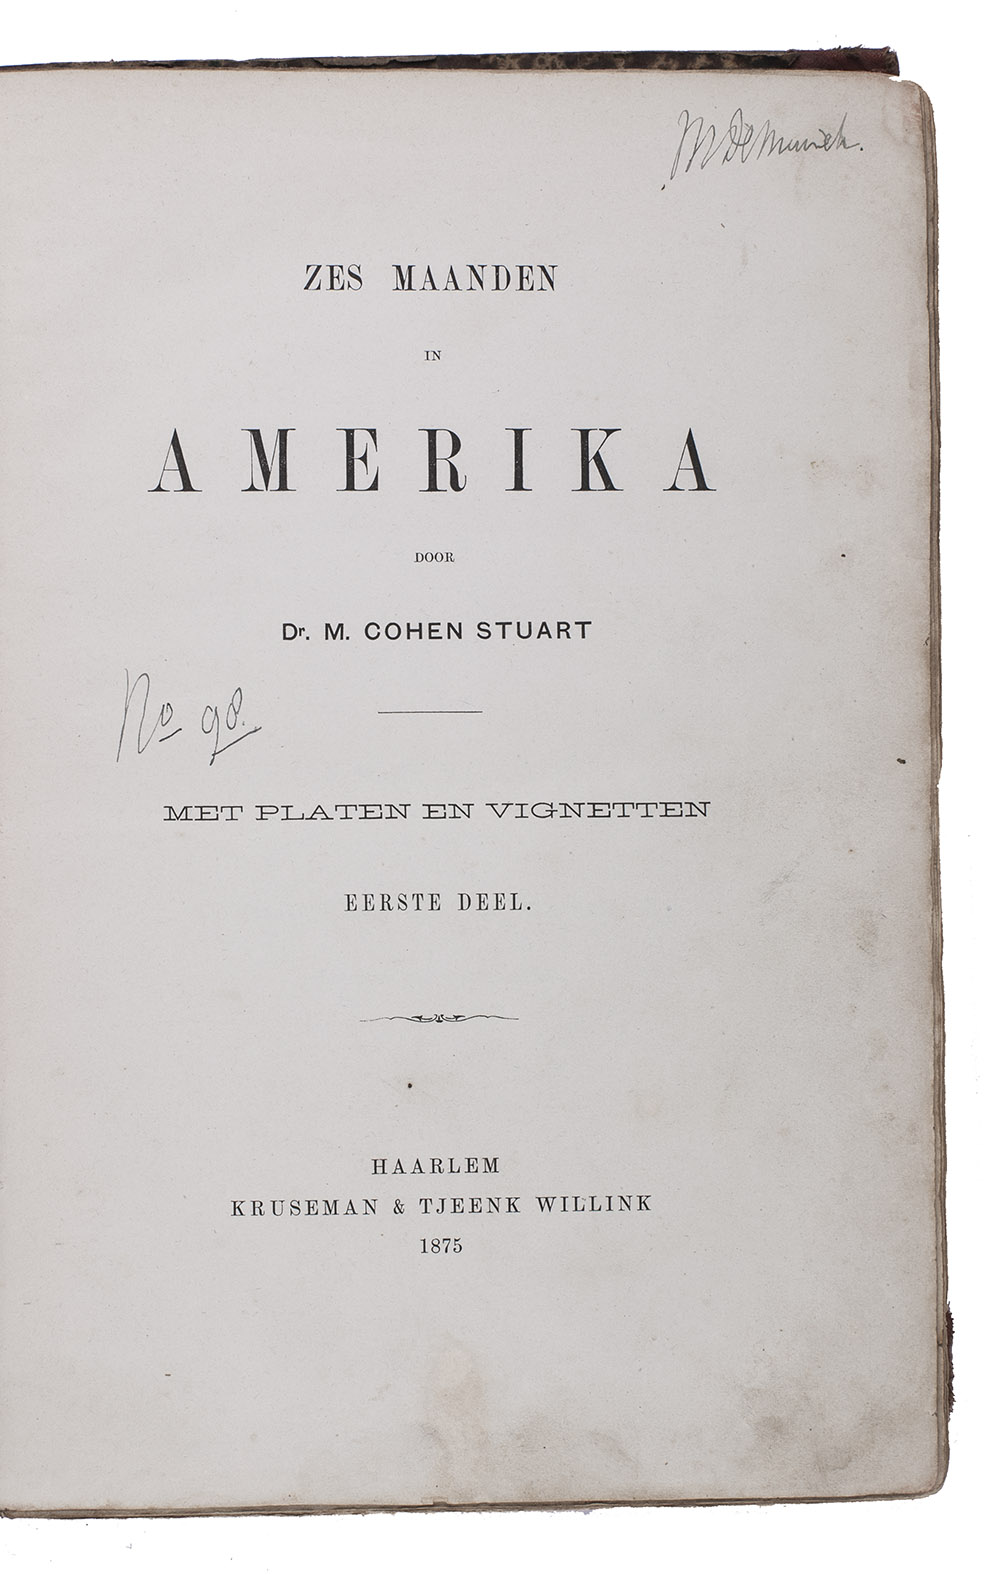 ZES MAANDEN
IN
AMERIKA
DOOR
Dr. M. COHEN STUART
No 98.
MET PLATEN EN VIGNETTEN
EERSTE DEEL.
HAARLEM
KRUSEMAN & TJEENK WILLINK
1875